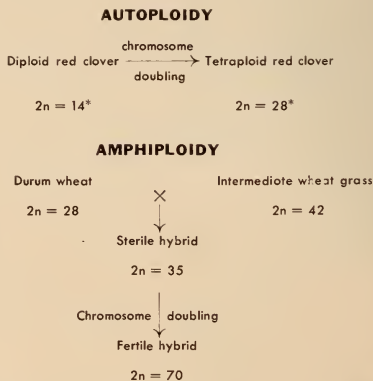 AUTOPLOIDY
chromosome
Diploid red clover → Tetraploid red clover
doubling
2n = 14* 2n = 28*
AMPHIPLOIDY
Durum wheat × Intermediote wheat grass
2n = 28 2n = 42
Sterile hybrid
2n = 35
Chromosome doubling
Fertile hybrid
2n = 70